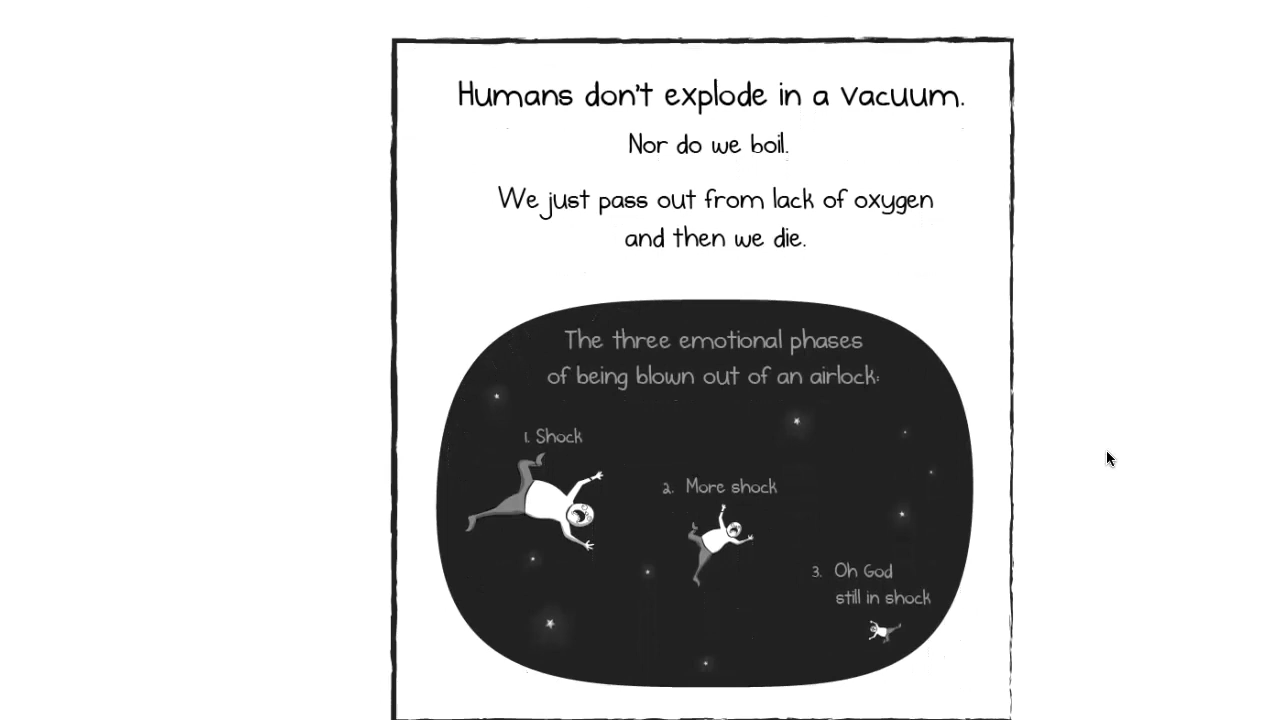 Humans don't explode in a vacuum.
Nor do we boil.
We just pass out from lack of oxygen
and then we die.
The three emotional phases
of being blown out of an airlock:
1. Shock
2. More shock
3. Oh God
still in shock